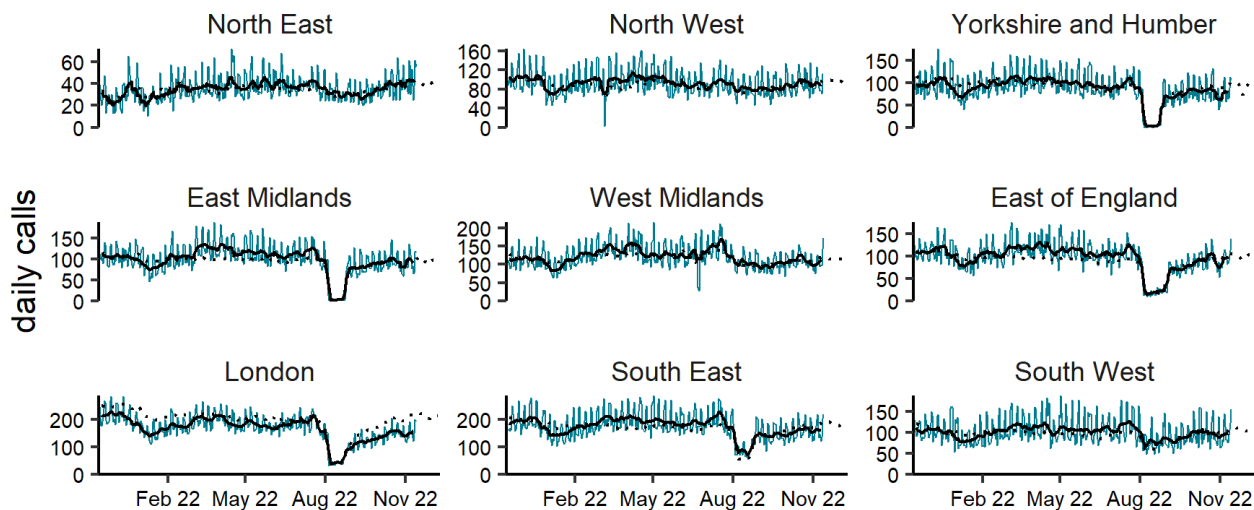 North East North West Yorkshire and Humber
60 160 150
40 120 100
20 80 50
0 40 0
0
East Midlands West Midlands East of England
daily calls
150 200 150
100 150 100
50 100 50
0 50 0
0
London South East South West
200 200 150
100 100 100
0 0 50
0
Feb 22 May 22 Aug 22 Nov 22 Feb 22 May 22 Aug 22 Nov 22 Feb 22 May 22 Aug 22 Nov 22